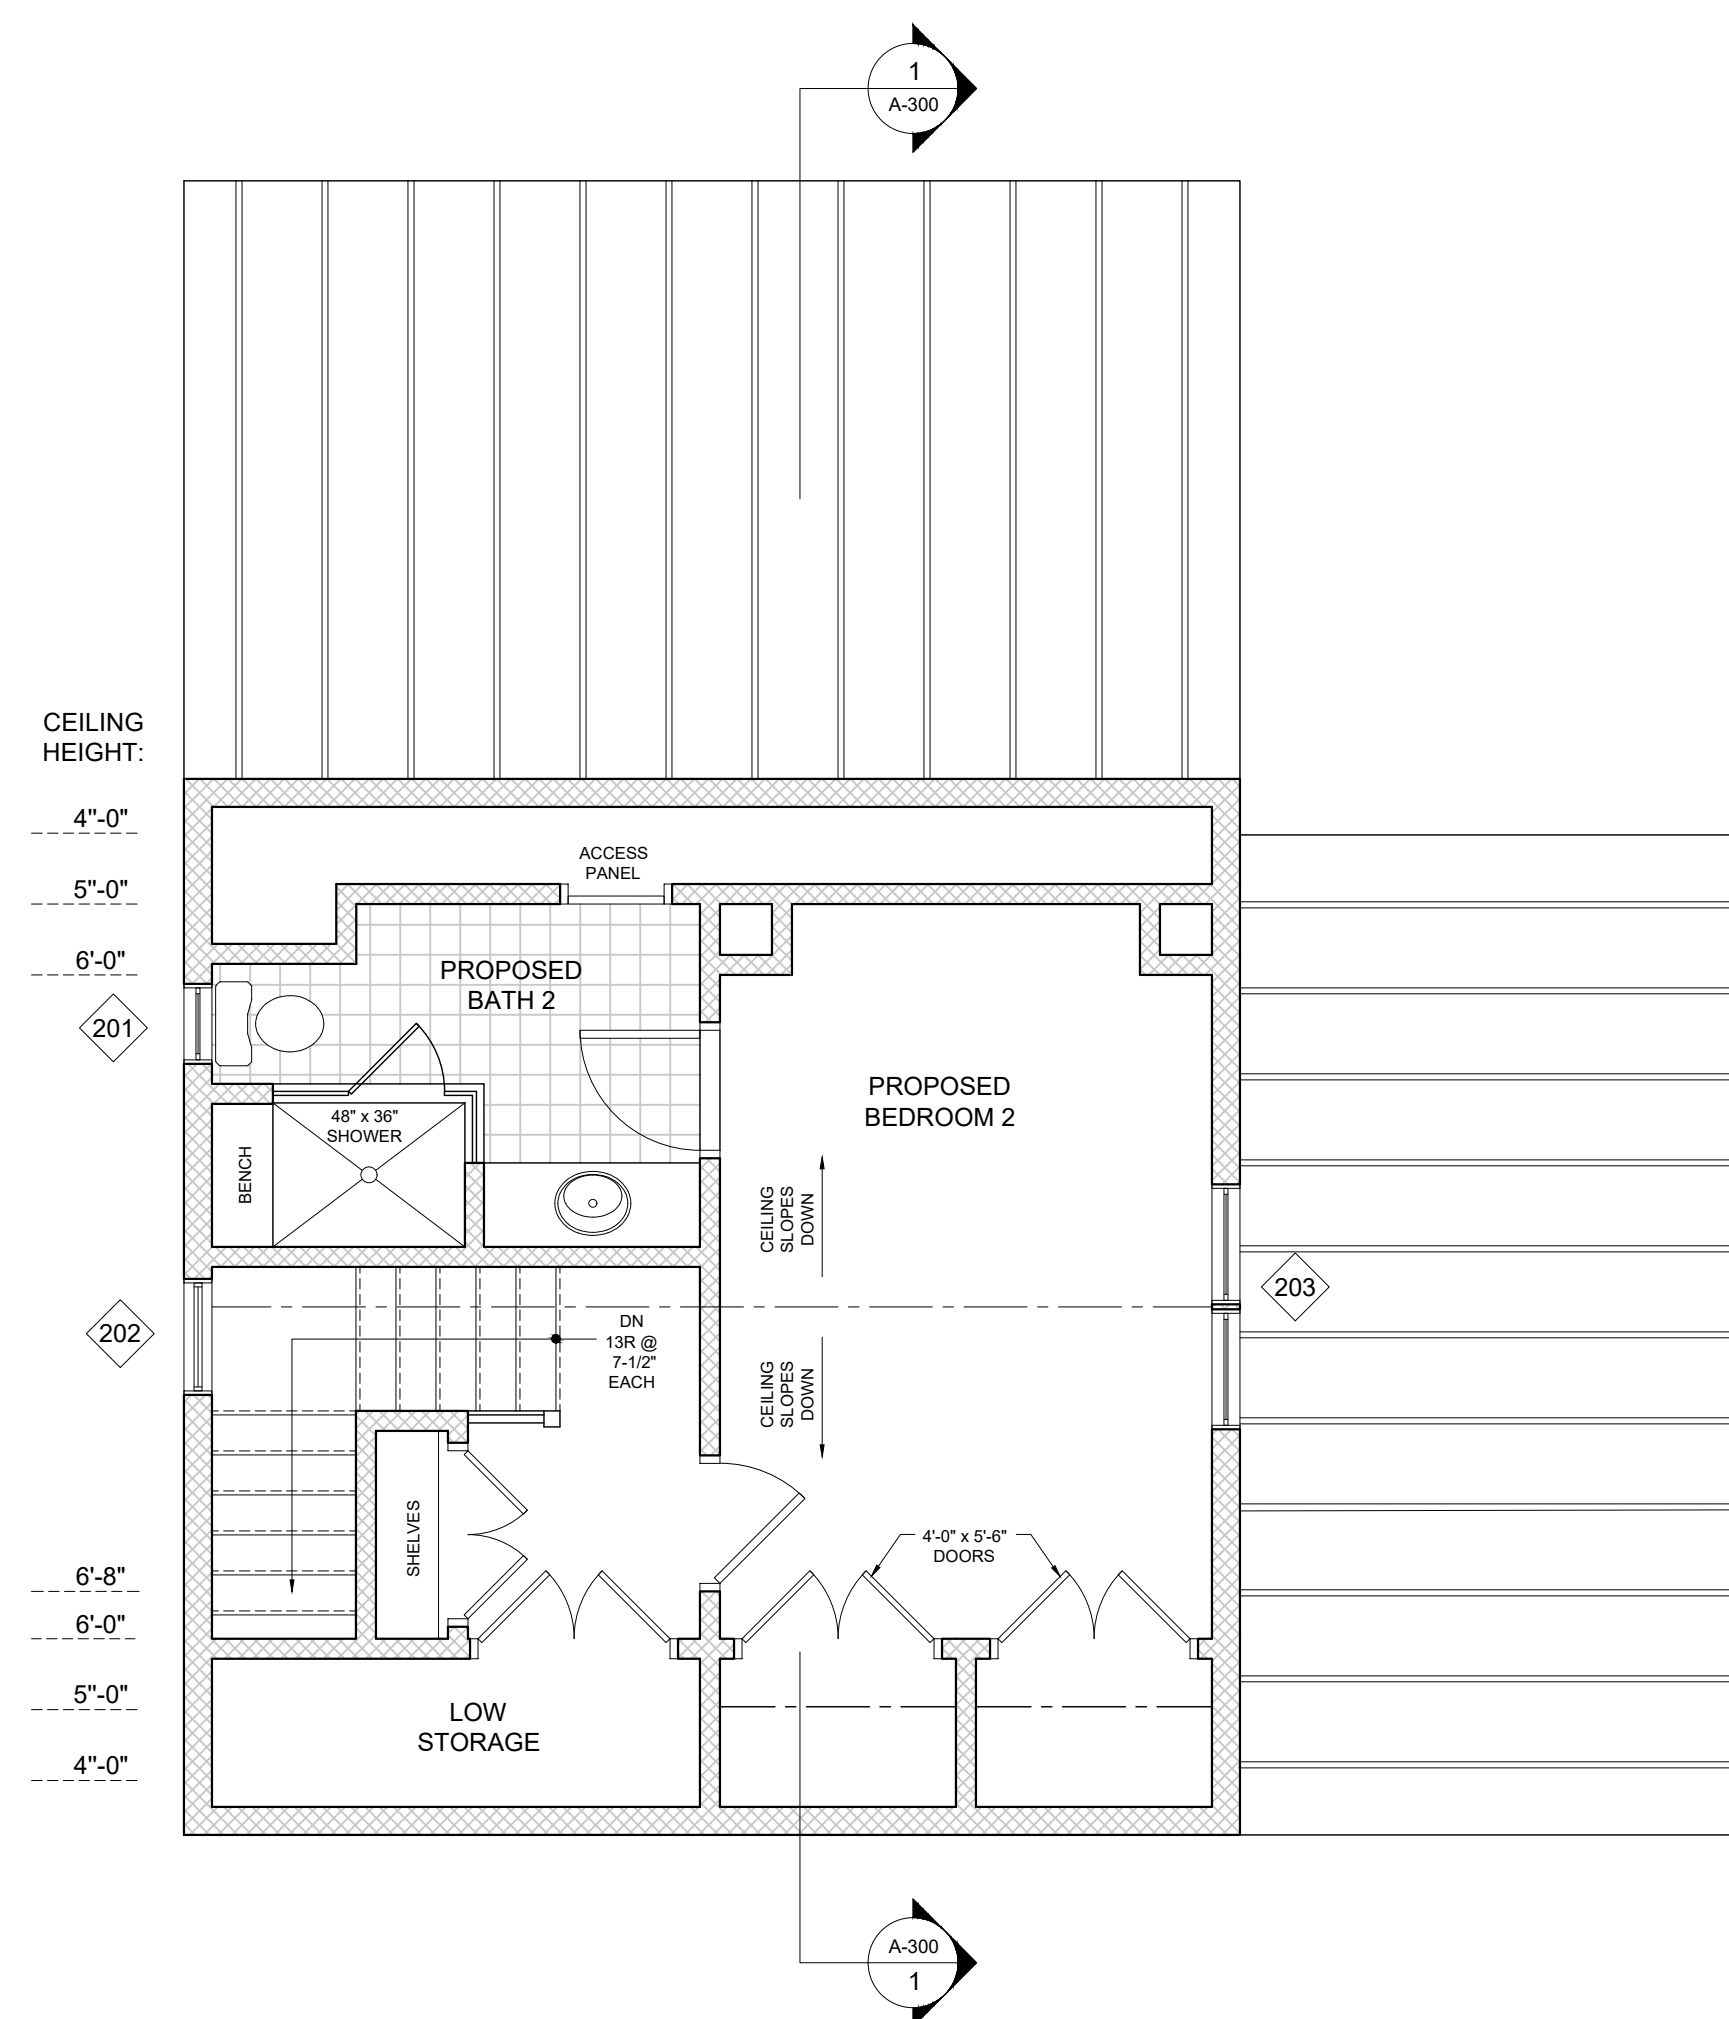 1
A-300
CEILING
HEIGHT:
4"-0"
5"-0"
6'-0"
201
202
6'-8"
6'-0"
5"-0"
4"-0"
ACCESS
PANEL
PROPOSED
BATH 2
48" x 36"
SHOWER
BENCH
PROPOSED
BEDROOM 2
CEILING
SLOPES
DOWN
203
DN
13R @
7-1/2"
EACH
CEILING
SLOPES
DOWN
SHELVES
4'-0" x 5'-6"
DOORS
LOW
STORAGE
A-300
1